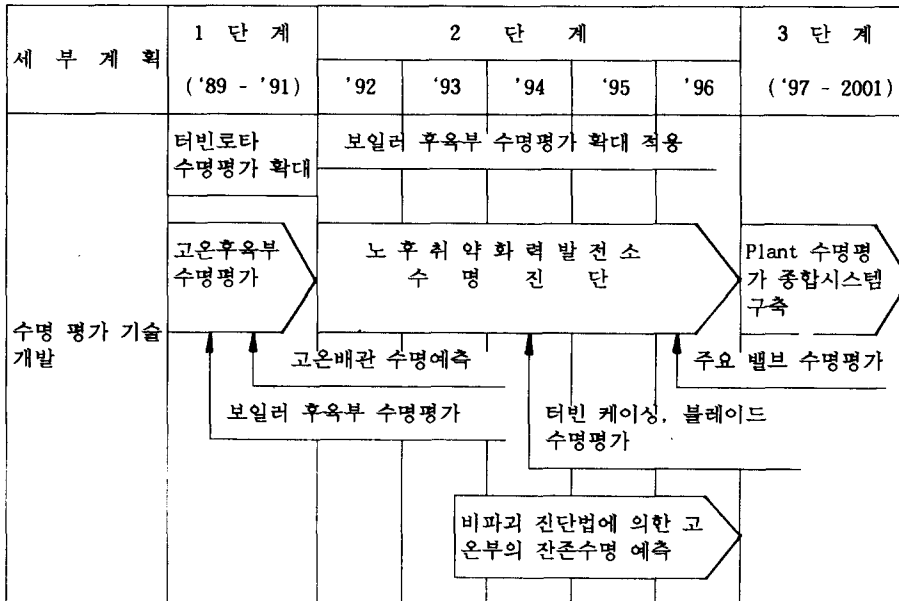 세 부 계 획
1 단 계
('89 - '91)
2 단 계
'92 '93 '94 '95 '96
3 단 계
('97 - 2001)
수명 평가 기술
개발
터빈로타
수명평가 확대
보일러 후육부 수명평가 확대 적용
고온후육부
수명평가
노 후 취 약 화 력 발 전 소
수 명 진 단
Plant 수명평
가 종합시스템
구축
고온배관 수명예측
주요 밸브 수명평가
보일러 후육부 수명평가
터빈 케이싱, 블레이드
수명평가
비파괴 진단법에 의한 고
온부의 잔존수명 예측